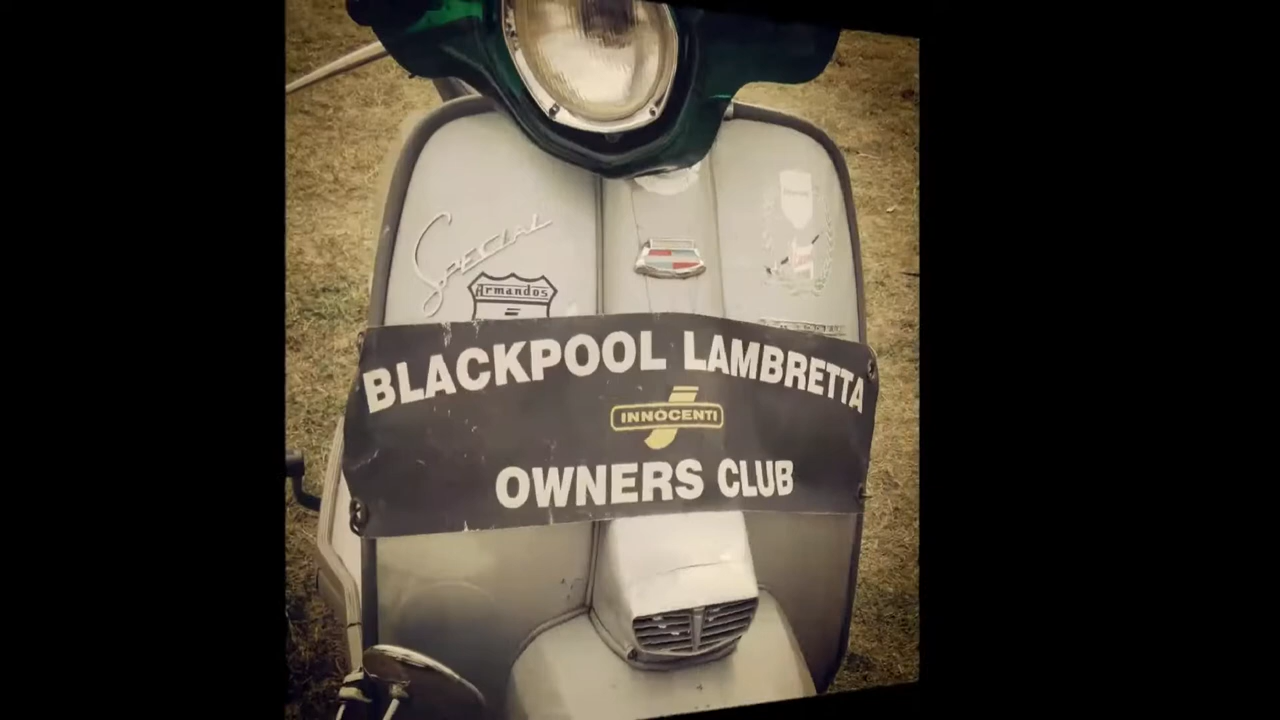 SPECIAL
Armandos
BLACKPOOL LAMBRETTA
INNOCENTI
OWNERS CLUB